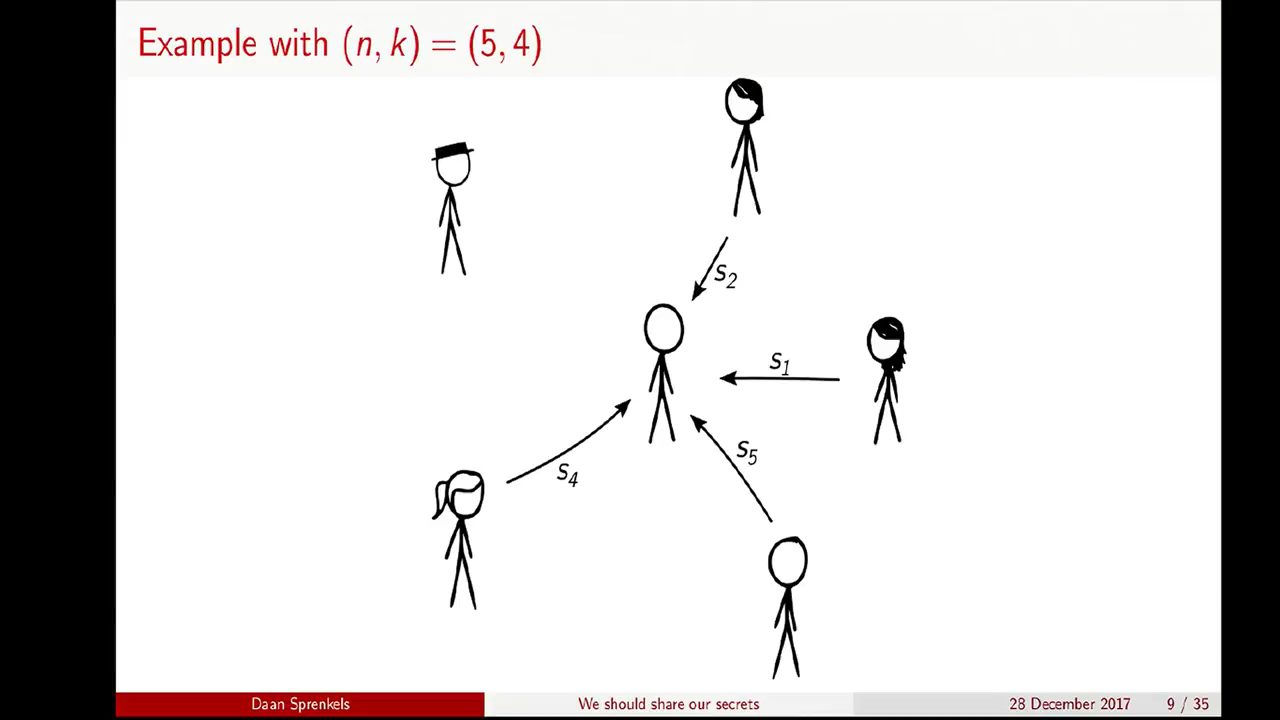 Example with (n, k) = (5, 4)
s2
s1
s5
s4
Daan Sprenkels
We should share our secrets
28 December 2017
9 / 35